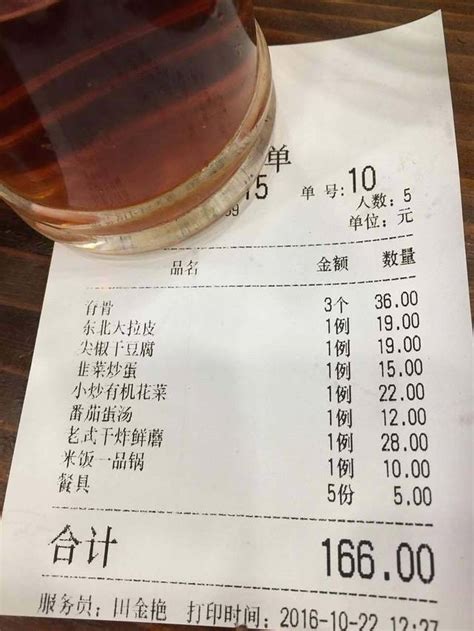 单
15 单号:10
人数:5
单位:元
品名 金额 数量
脊骨 3个 36.00
东北大拉皮 1例 19.00
尖椒干豆腐 1例 19.00
韭菜炒蛋 1例 15.00
小炒有机花菜 1例 22.00
番茄蛋汤 1例 12.00
老式干炸鲜蘑 1例 28.00
米饭一品锅 1例 10.00
餐具 5份 5.00
合计 166.00
服务员:田金艳 打印时间:2016-10-22 12:27